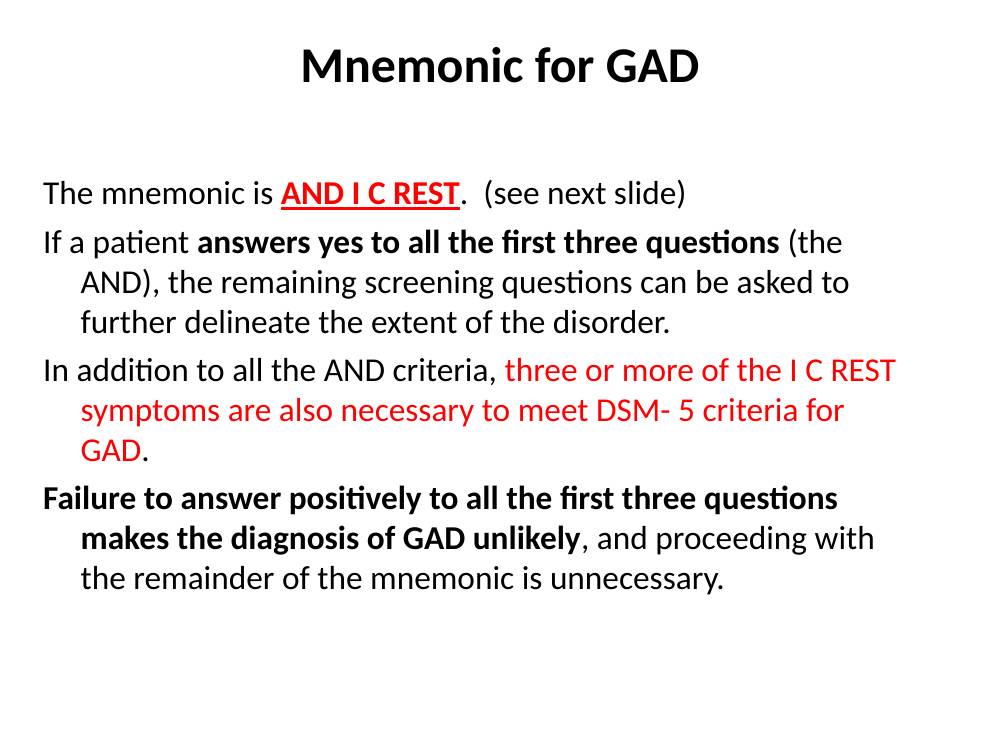 Mnemonic for GAD
The mnemonic is AND I C REST.  (see next slide)
If a patient answers yes to all the first three questions (the
AND), the remaining screening questions can be asked to
further delineate the extent of the disorder.
In addition to all the AND criteria, three or more of the I C REST
symptoms are also necessary to meet DSM- 5 criteria for
GAD.
Failure to answer positively to all the first three questions
makes the diagnosis of GAD unlikely, and proceeding with
the remainder of the mnemonic is unnecessary.